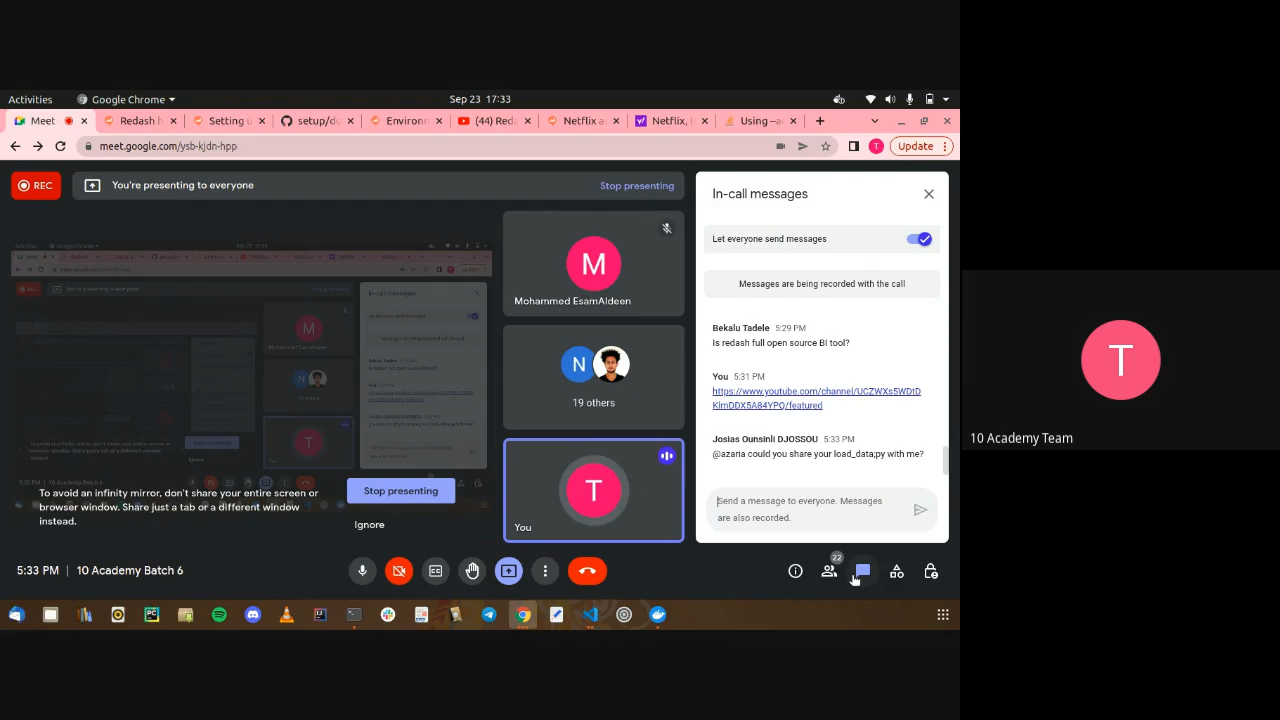 Activities
Google Chrome
Sep 23 17:33
Meet
Redash h
Setting u
setup/do
Environm
(44) Red
Netflix a
Netflix, I
Using –a
meet.google.com/ysb-kjdn-hpp
T
Update
REC
You're presenting to everyone
Stop presenting
M
Mohammed EsamAldeen
N
19 others
T
You
To avoid an infinity mirror, don't share your entire screen or
browser window. Share just a tab or a different window
instead.
Stop presenting
Ignore
In-call messages
Let everyone send messages
Messages are being recorded with the call
Bekalu Tadele 5:29 PM
Is redash full open source BI tool?
You 5:31 PM
https://www.youtube.com/channel/UCZWXs5WDtD
KlmDDX5A84YPQ/featured
Josias Ounsinli DJOSSOU 5:33 PM
@azaria could you share your load_data;py with me?
Send a message to everyone. Messages
are also recorded.
5:33 PM | 10 Academy Batch 6
22
T
10 Academy Team